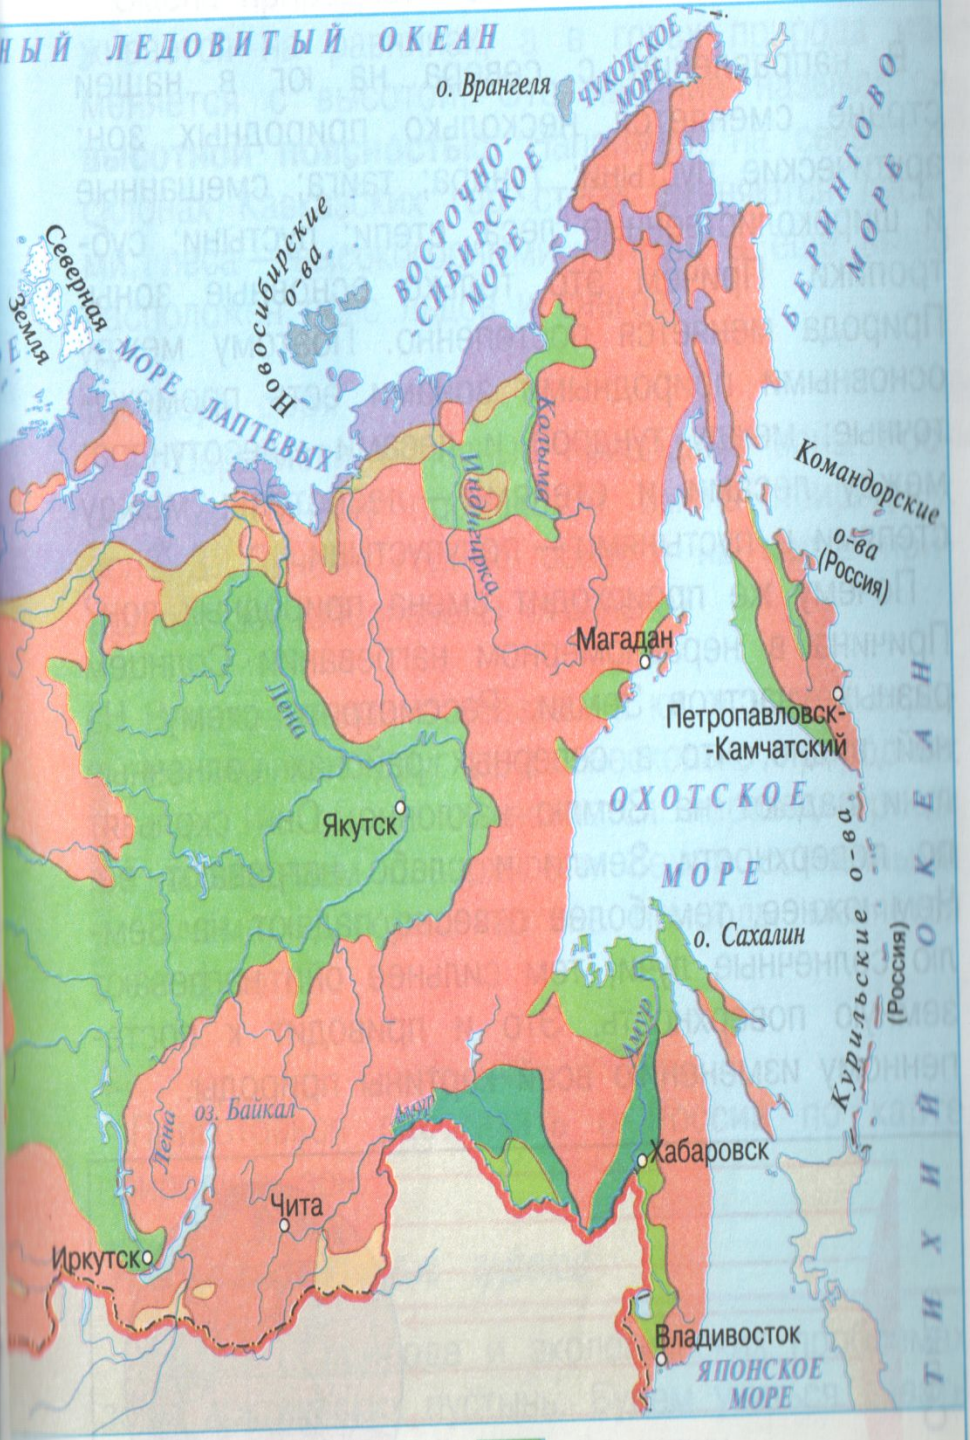 НЫЙ ЛЕДОВИТЫЙ ОКЕАН
ЧУКОТСКОЕ
МОРЕ
о. Врангеля
БЕРИНГОВО
МОРЕ
ВОСТОЧНО-
СИБИРСКОЕ
МОРЕ
Новосибирские
о-ва
Северная
Земля
МОРЕ
ЛАПТЕВЫХ
Колыма
Индигирка
Командорские
о-ва
(Россия)
Магадан
Петропавловск-
-Камчатский
Лена
Якутск
ОХОТСКОЕ
МОРЕ
о. Сахалин
Курильские о-ва
(Россия)
Амур
Лена
оз. Байкал
Амур
Хабаровск
Чита
Иркутск
Владивосток
ЯПОНСКОЕ
МОРЕ
ТИХИЙ ОКЕАН